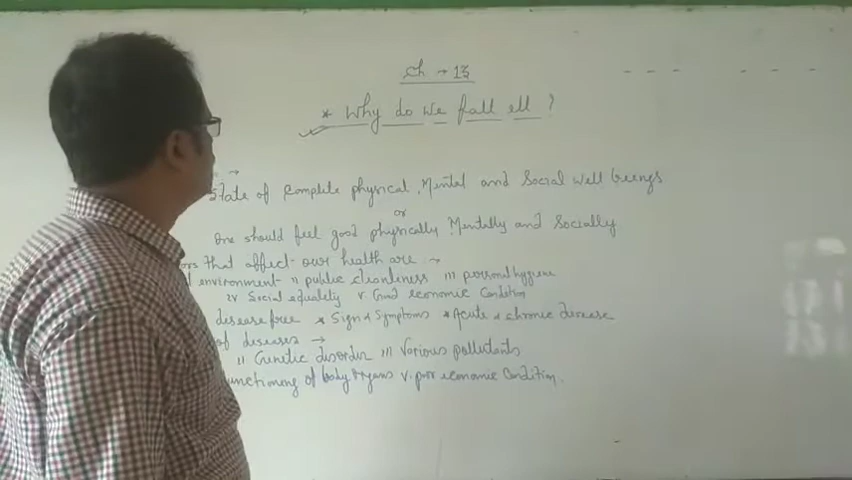 Ch → 13
* Why do we fall ell ?
→
State of Complete physical, Mental and Social well beings
or
One should feel good physically Mentally and Socially
ors that affect our health are →
l environment ii public cleanliness iii personal hygiene
iv Social equality v. Good economic Condition
disease free * Sign & Symptoms * Acute & chronic disease
of diseases →
ii Genetic disorder iii Various pollutants
unctioning of body organs v. poor economic Condition.